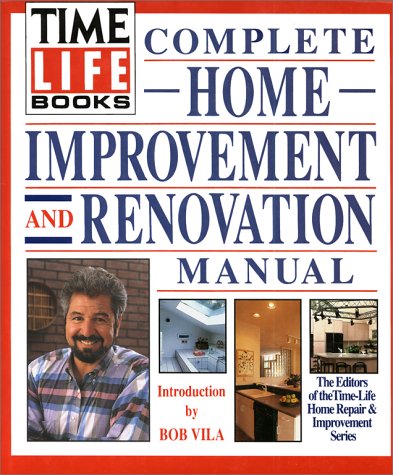 TIME
LIFE
BOOKS
COMPLETE
HOME
IMPROVEMENT
AND RENOVATION
MANUAL
Introduction
by
BOB VILA
The Editors
of the Time-Life
Home Repair &
Improvement
Series